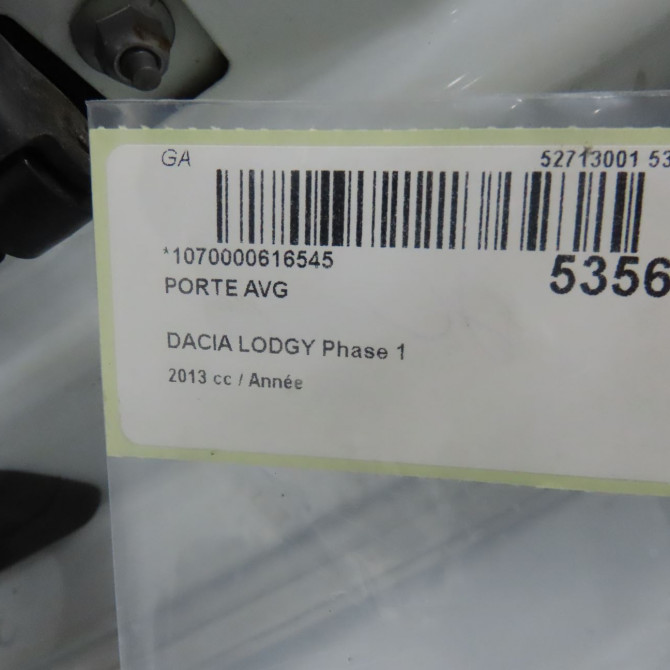 GA 52713001 53
*1070000616545
5356
PORTE AVG
DACIA LODGY Phase 1
2013 cc / Année